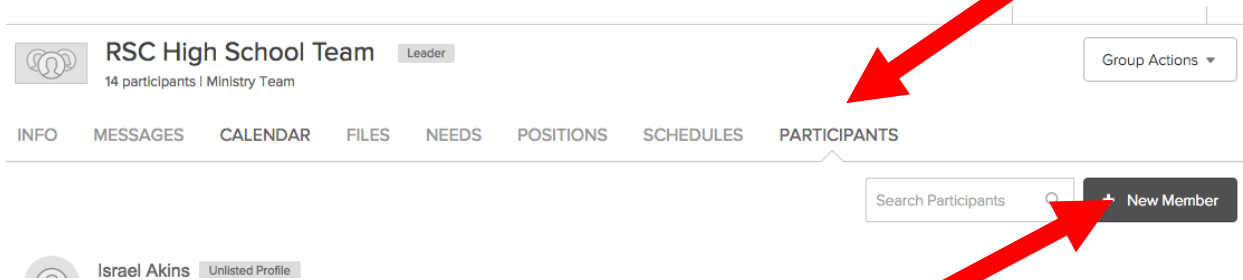 RSC High School Team Leader
14 participants | Ministry Team
Group Actions
INFO MESSAGES CALENDAR FILES NEEDS POSITIONS SCHEDULES PARTICIPANTS
Search Participants + New Member
Israel Akins Unlisted Profile